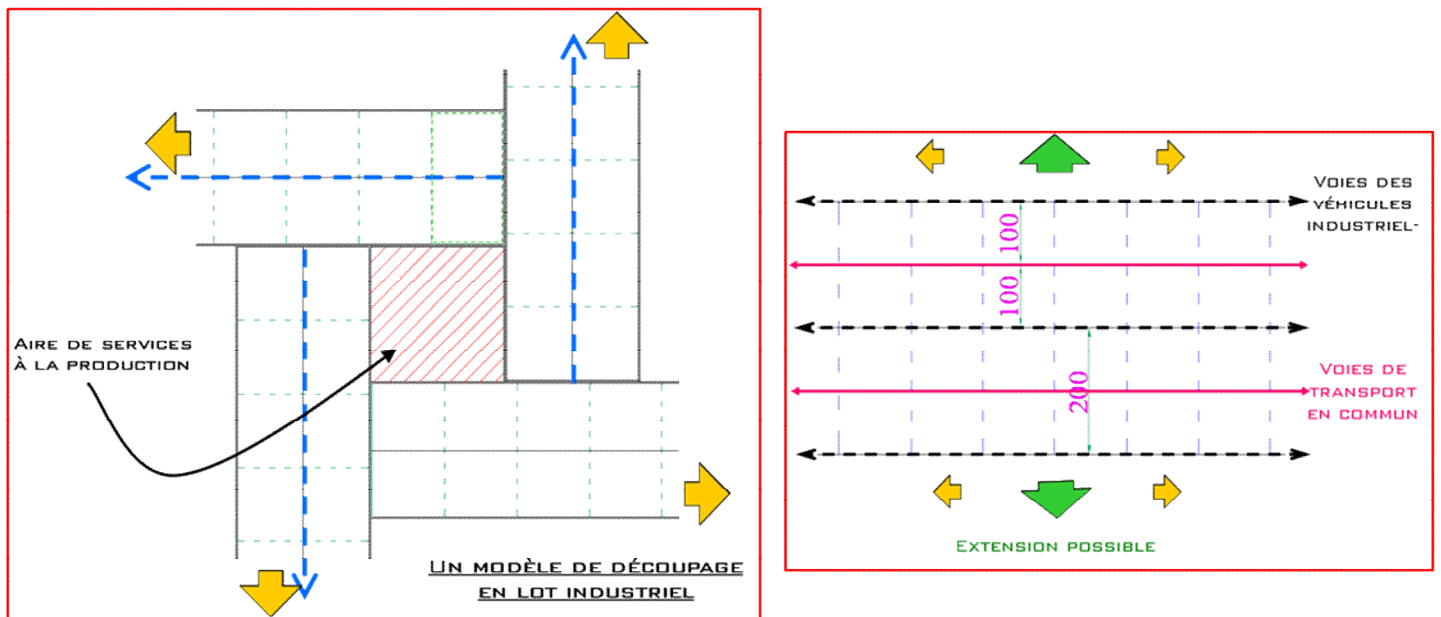 AIRE DE SERVICES
À LA PRODUCTION
UN MODÈLE DE DÉCOUPAGE
EN LOT INDUSTRIEL
VOIES DES
VÉHICULES
INDUSTRIEL-
100
100
200
VOIES DE
TRANSPORT
EN COMMUN
EXTENSION POSSIBLE